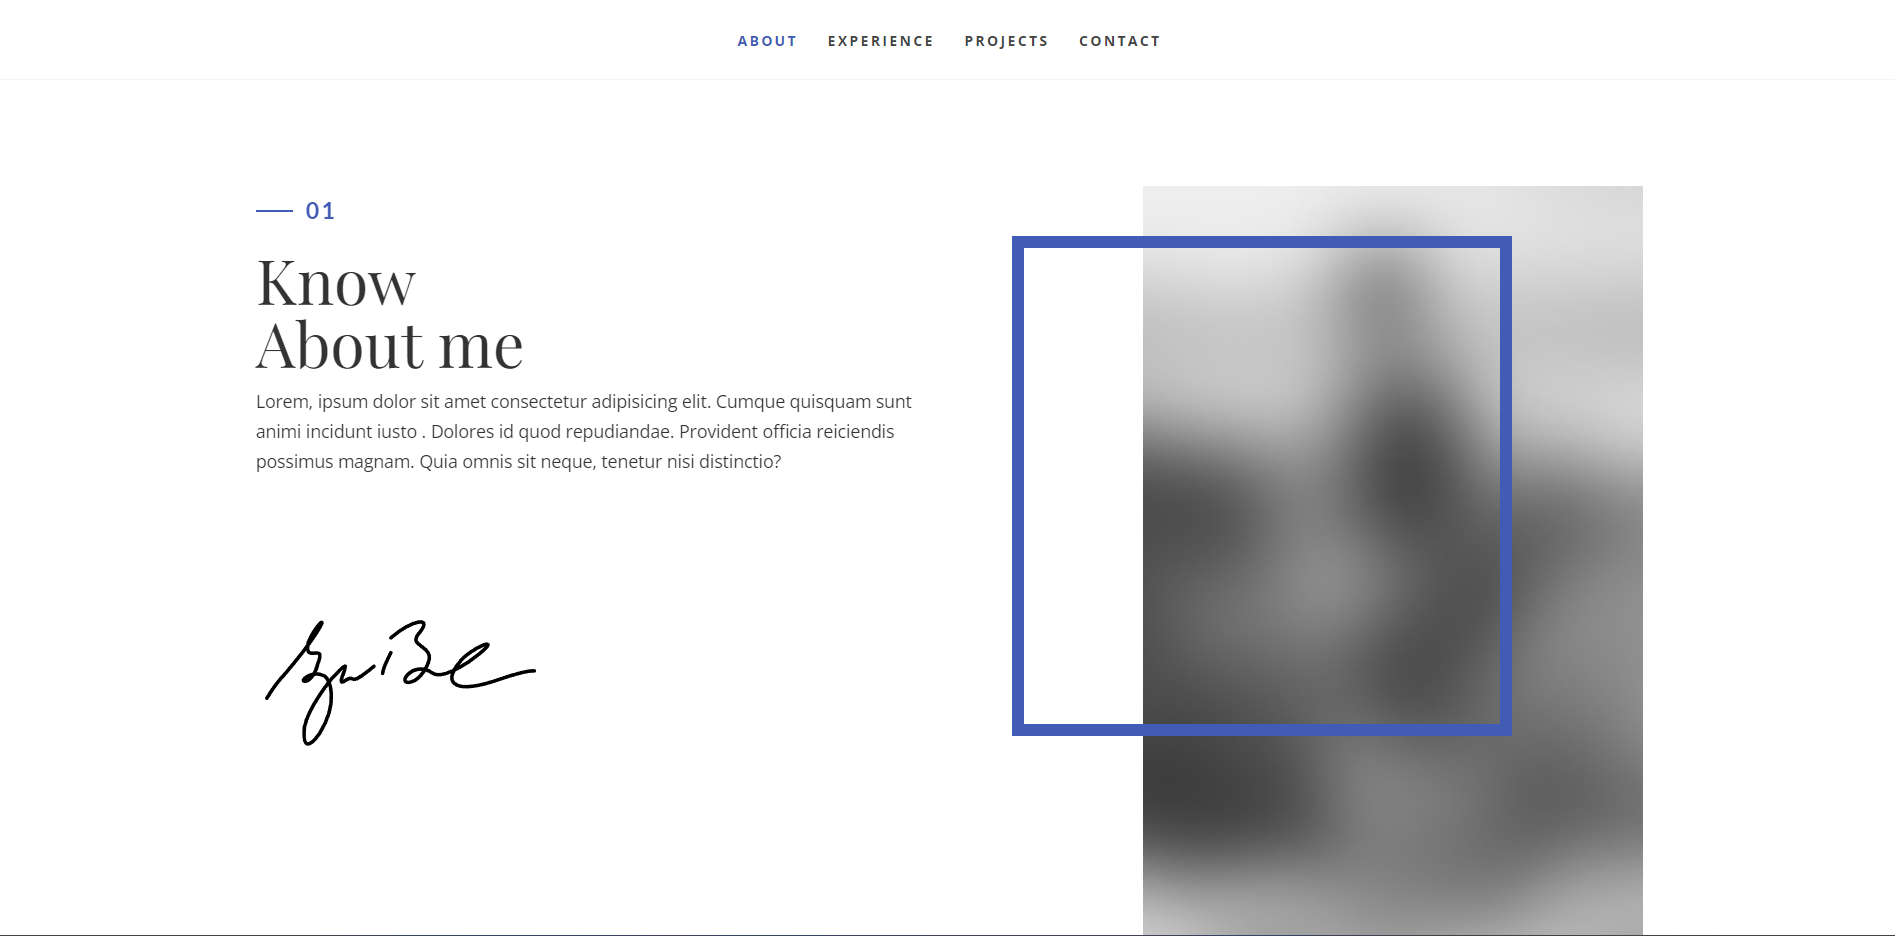 ABOUT EXPERIENCE PROJECTS CONTACT
01
Know
About me
Lorem, ipsum dolor sit amet consectetur adipisicing elit. Cumque quisquam sunt
animi incidunt iusto . Dolores id quod repudiandae. Provident officia reiciendis
possimus magnam. Quia omnis sit neque, tenetur nisi distinctio?